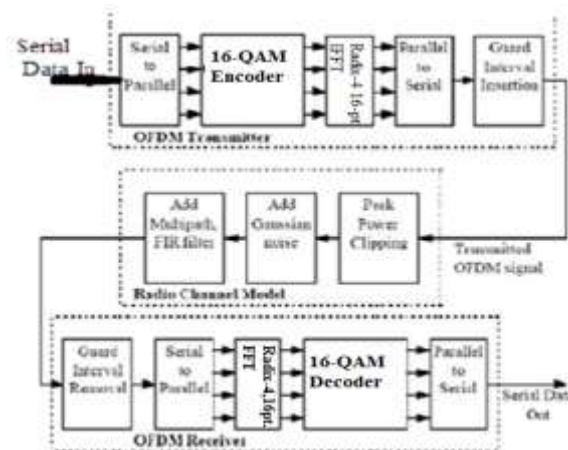 Serial
Data In
Serial
to
Parallel
16-QAM
Encoder
Radix-4 16-pt.
IFFT
Parallel
to
Serial
Guard
Interval
Insertion
OFDM Transmitter
Add
Multipath,
FIR filter
Add
Gaussian
noise
Peak
Power
Clipping
Transmitted
OFDM signal
Radio Channel Model
Guard
Interval
Removal
Serial
to
Parallel
Radix-4,16pt.
FFT
16-QAM
Decoder
Parallel
to
Serial
Serial Data
Out
OFDM Receiver